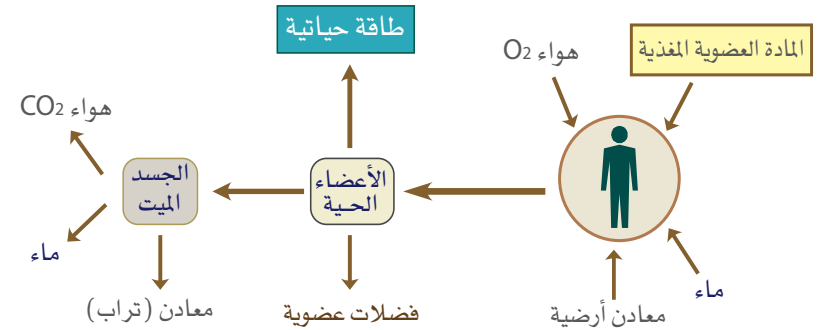 المادة العضوية المغذية
هواء O2
ماء
معادن أرضية
طاقة حياتية
الأعضاء
الحية
فضلات عضوية
الجسد
الميت
هواء CO2
ماء
معادن (تراب)